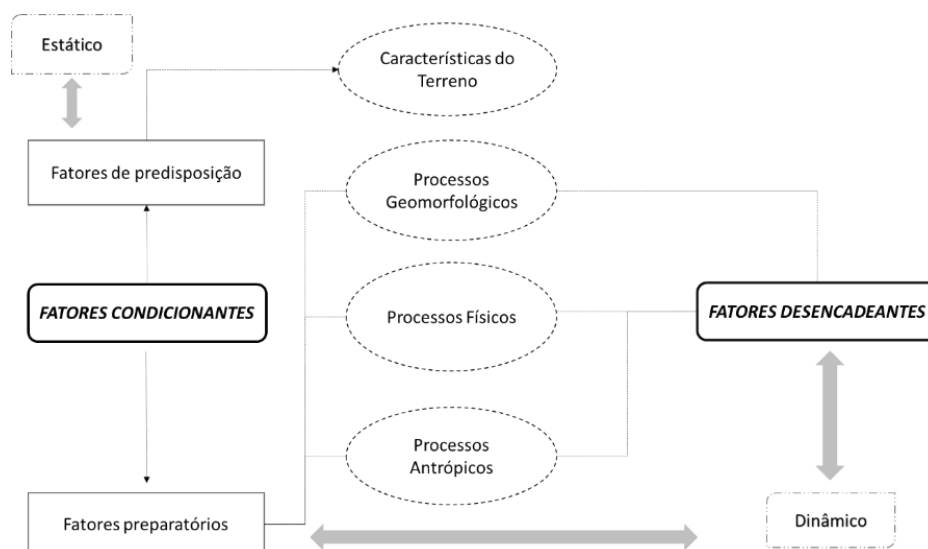 Estático
Características do
Terreno
Fatores de predisposição
Processos
Geomorfológicos
FATORES CONDICIONANTES
Processos Físicos
FATORES DESENCADEANTES
Processos
Antrópicos
Fatores preparatórios
Dinâmico